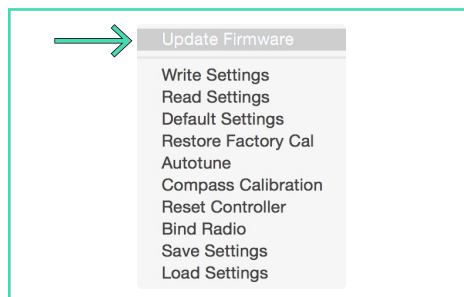 Update Firmware
Write Settings
Read Settings
Default Settings
Restore Factory Cal
Autotune
Compass Calibration
Reset Controller
Bind Radio
Save Settings
Load Settings